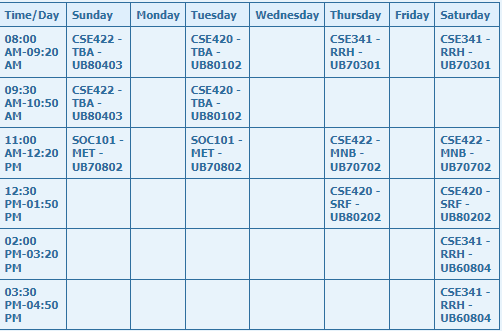 Time/Day Sunday Monday Tuesday Wednesday Thursday Friday Saturday
08:00 CSE422 - CSE420 - CSE341 - CSE341 -
AM-09:20 TBA - TBA - RRH - RRH -
AM UB80403 UB80102 UB70301 UB70301
09:30 CSE422 - CSE420 -
AM-10:50 TBA - TBA -
AM UB80403 UB80102
11:00 SOC101 - SOC101 - CSE422 - CSE422 -
AM-12:20 MET - MET - MNB - MNB -
PM UB70802 UB70802 UB70702 UB70702
12:30 CSE420 - CSE420 -
PM-01:50 SRF - SRF -
PM UB80202 UB80202
02:00 CSE341 -
PM-03:20 RRH -
PM UB60804
03:30 CSE341 -
PM-04:50 RRH -
PM UB60804